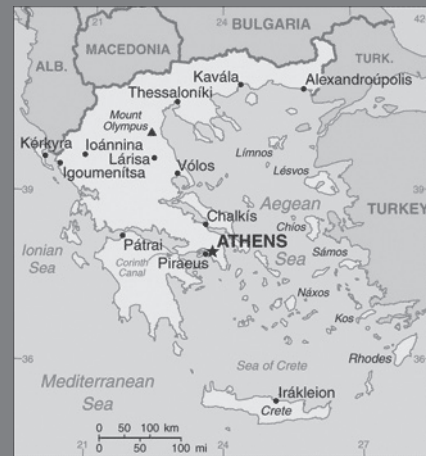 21
24
BULGARIA
42
MACEDONIA
ALB.
TURK.
Kavála
Alexandroúpolis
Thessaloníki
Mount
Olympus
Kérkyra
Ioánnina
Lárisa
Igoumenítsa
Vólos
Límnos
Lésvos
39
39
TURKEY
Aegean
Sea
Chalkís
Chíos
Ionian
Sea
Pátrai
ATHENS
Corinth
Canal
Piraeus
Sámos
Náxos
Kos
Rhodes
36
36
Sea of Crete
Mediterranean
Sea
Irákleion
Crete
0 50 100 km
0 50 100 mi
21
24
27